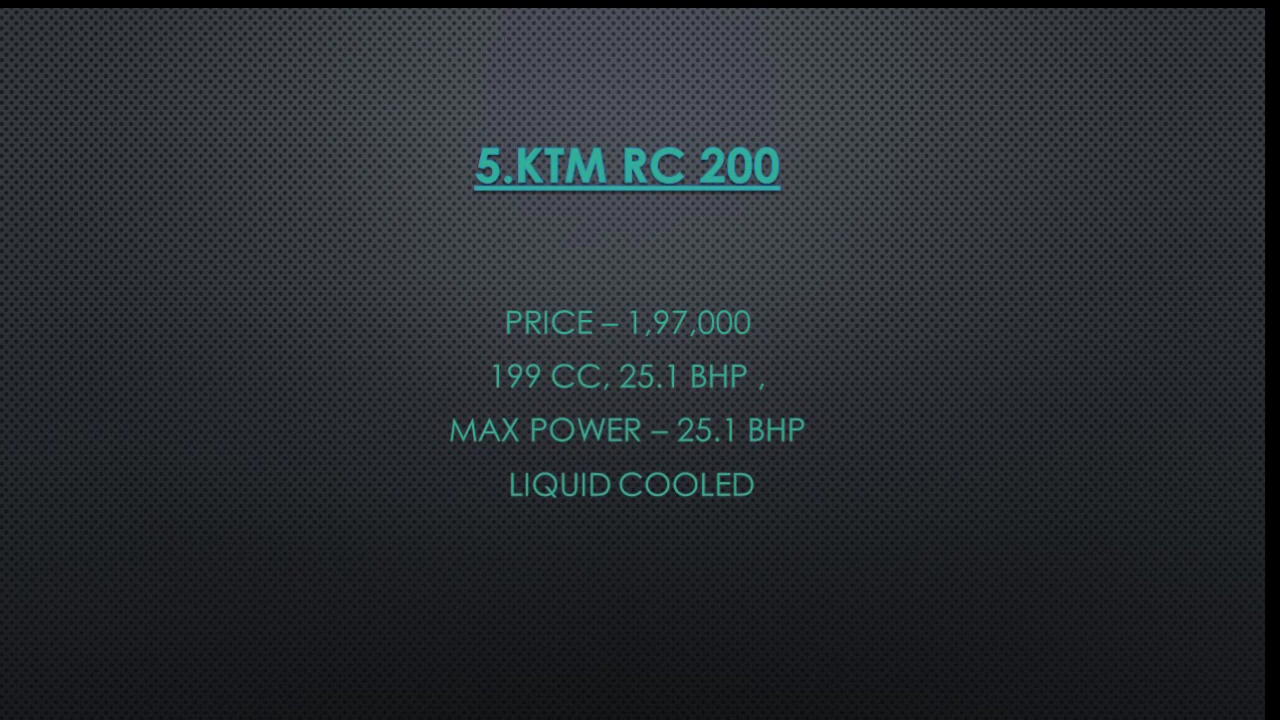 5.KTM RC 200
PRICE – 1,97,000
199 CC, 25.1 BHP ,
MAX POWER – 25.1 BHP
LIQUID COOLED